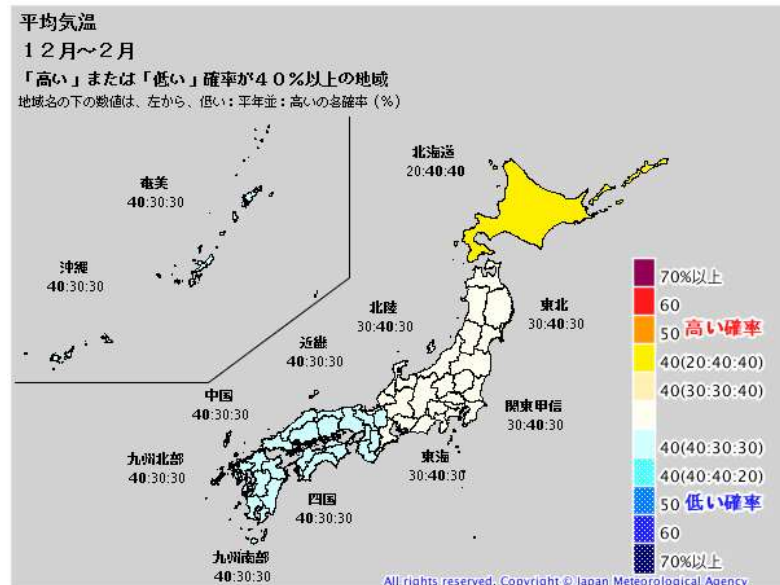 平均気温
12月~2月
「高い」または「低い」確率が40%以上の地域
地域名の下の数値は、左から、低い:平年並:高いの各確率(%)
北海道
20:40:40
奄美
40:30:30
沖縄
40:30:30
北陸
30:40:30
東北
30:40:30
近畿
40:30:30
中国
40:30:30
関東甲信
30:40:30
九州北部
40:30:30
東海
30:40:30
四国
40:30:30
九州南部
40:30:30
70%以上
60
50 高い確率
40(20:40:40)
40(30:30:40)
40(40:30:30)
40(40:40:20)
50 低い確率
60
70%以上
All rights reserved. Copyright © Japan Meteorological Agency